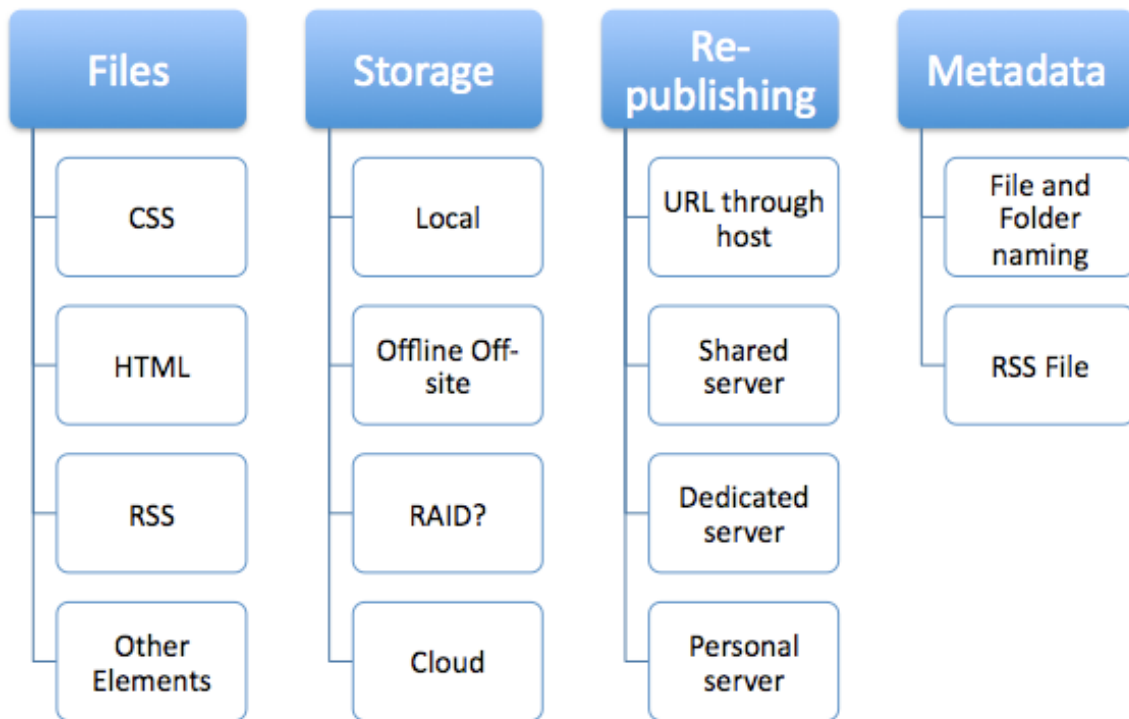 Files
CSS
HTML
RSS
Other
Elements
Storage
Local
Offline Off-
site
RAID?
Cloud
Re-
publishing
URL through
host
Shared
server
Dedicated
server
Personal
server
Metadata
File and
Folder
naming
RSS File